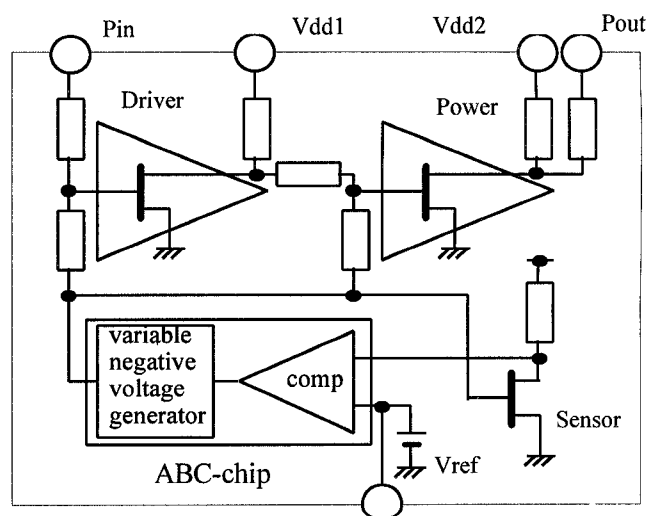 Pin
Vdd1
Vdd2
Pout
Driver
Power
variable
negative
voltage
generator
comp
Sensor
Vref
ABC-chip